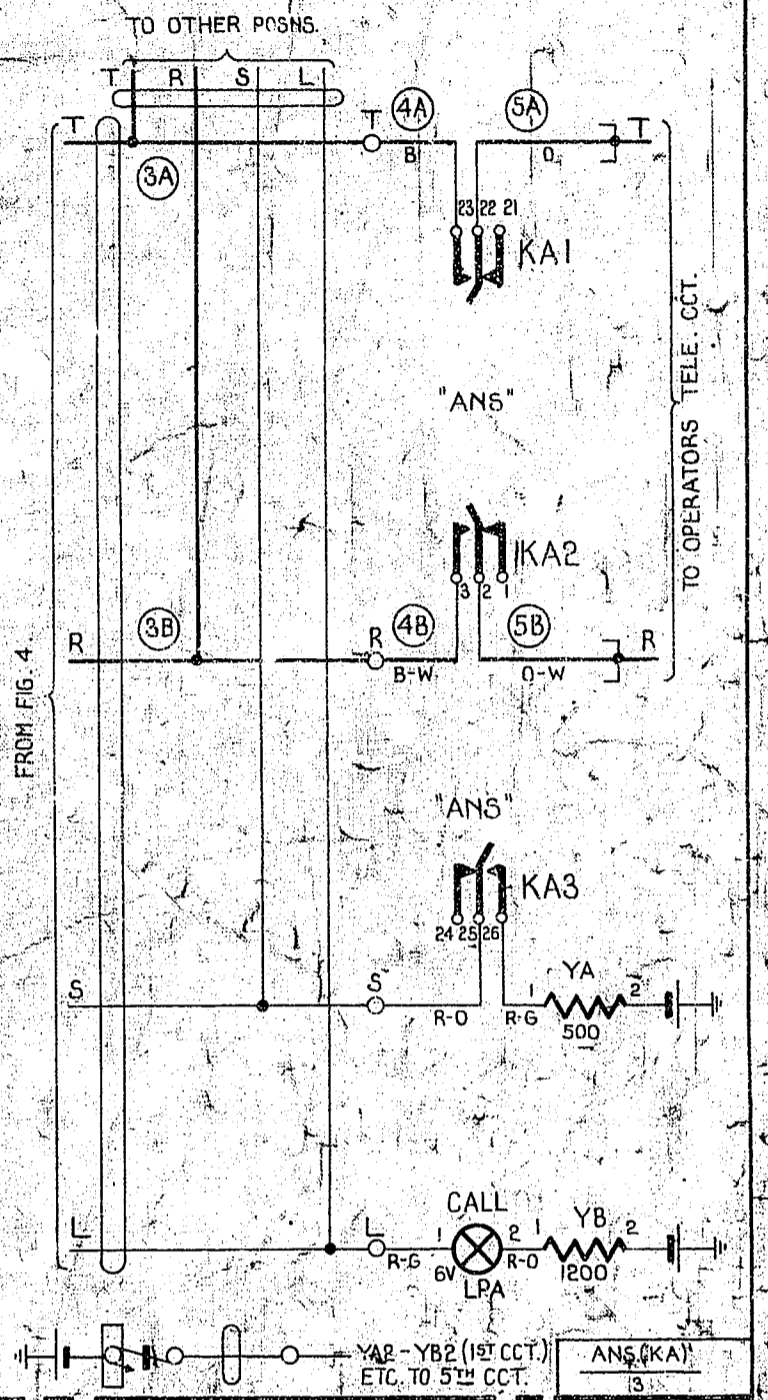 TO OTHER POSNS.
T R S L
T
3A
T
4A
B
5A
O
T
23 22 21
KA1
"ANS"
KA2
3 2 1
R
3B
R
4B
B-W
5B
O-W
R
TO OPERATORS TELE. CCT.
FROM FIG. 4.
"ANS"
KA3
24 25 26
S
S
R-O
R-G
1
YA
2
500
L
L
R-G
1
CALL
2
6V
LPA
R-O
1
YB
2
1200
YA2-YB2 (1ST CCT.)
ETC. TO 5TH CCT.
ANS.(KA)
3